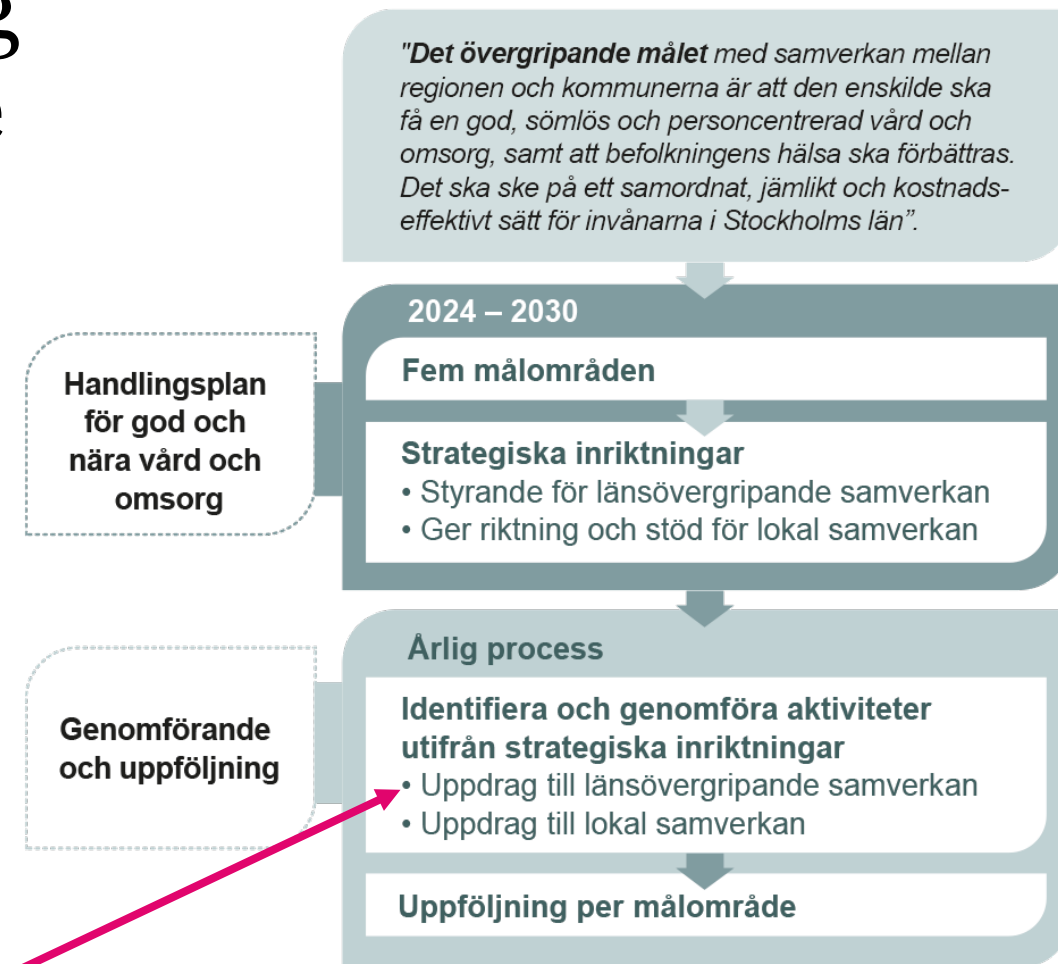 g
e
"Det övergripande målet med samverkan mellan
regionen och kommunerna är att den enskilde ska
få en god, sömlös och personcentrerad vård och
omsorg, samt att befolkningens hälsa ska förbättras.
Det ska ske på ett samordnat, jämlikt och kostnads-
effektivt sätt för invånarna i Stockholms län”.
Handlingsplan
för god och
nära vård och
omsorg
2024 – 2030
Fem målområden
Strategiska inriktningar
• Styrande för länsövergripande samverkan
• Ger riktning och stöd för lokal samverkan
Genomförande
och uppföljning
Årlig process
Identifiera och genomföra aktiviteter
utifrån strategiska inriktningar
• Uppdrag till länsövergripande samverkan
• Uppdrag till lokal samverkan
Uppföljning per målområde